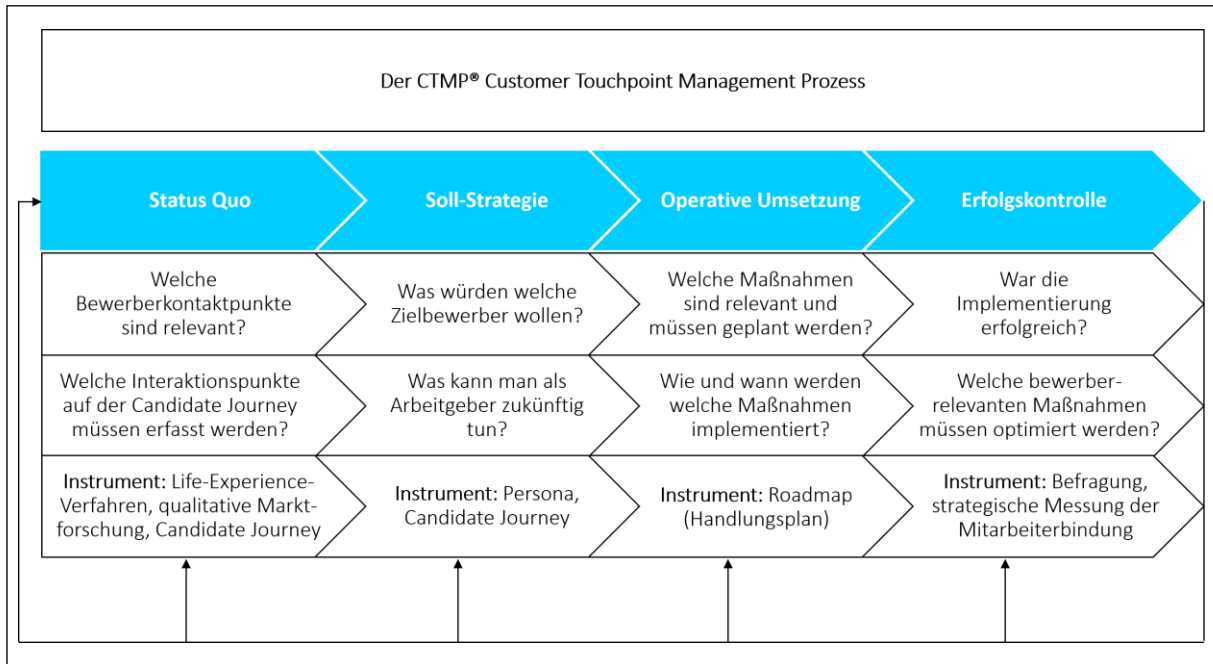 Der CTMP® Customer Touchpoint Management Prozess
Status Quo
Soll-Strategie
Operative Umsetzung
Erfolgskontrolle
Welche
Bewerberkontaktpunkte
sind relevant?
Was würden welche
Zielbewerber wollen?
Welche Maßnahmen
sind relevant und
müssen geplant werden?
War die
Implementierung
erfolgreich?
Welche Interaktionspunkte
auf der Candidate Journey
müssen erfasst werden?
Was kann man als
Arbeitgeber zukünftig
tun?
Wie und wann werden
welche Maßnahmen
implementiert?
Welche bewerber-
relevanten Maßnahmen
müssen optimiert werden?
Instrument: Life-Experience-
Verfahren, qualitative Markt-
forschung, Candidate Journey
Instrument: Persona,
Candidate Journey
Instrument: Roadmap
(Handlungsplan)
Instrument: Befragung,
strategische Messung der
Mitarbeiterbindung